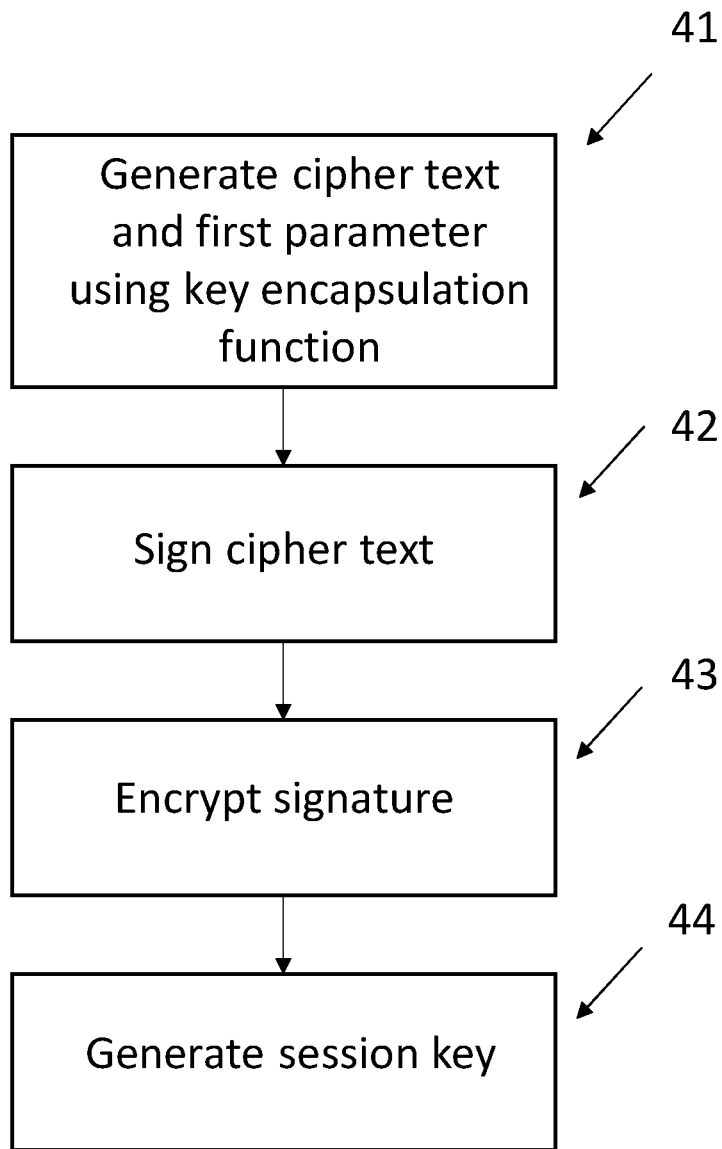 41
Generate cipher text
and first parameter
using key encapsulation
function
42
Sign cipher text
43
Encrypt signature
44
Generate session key